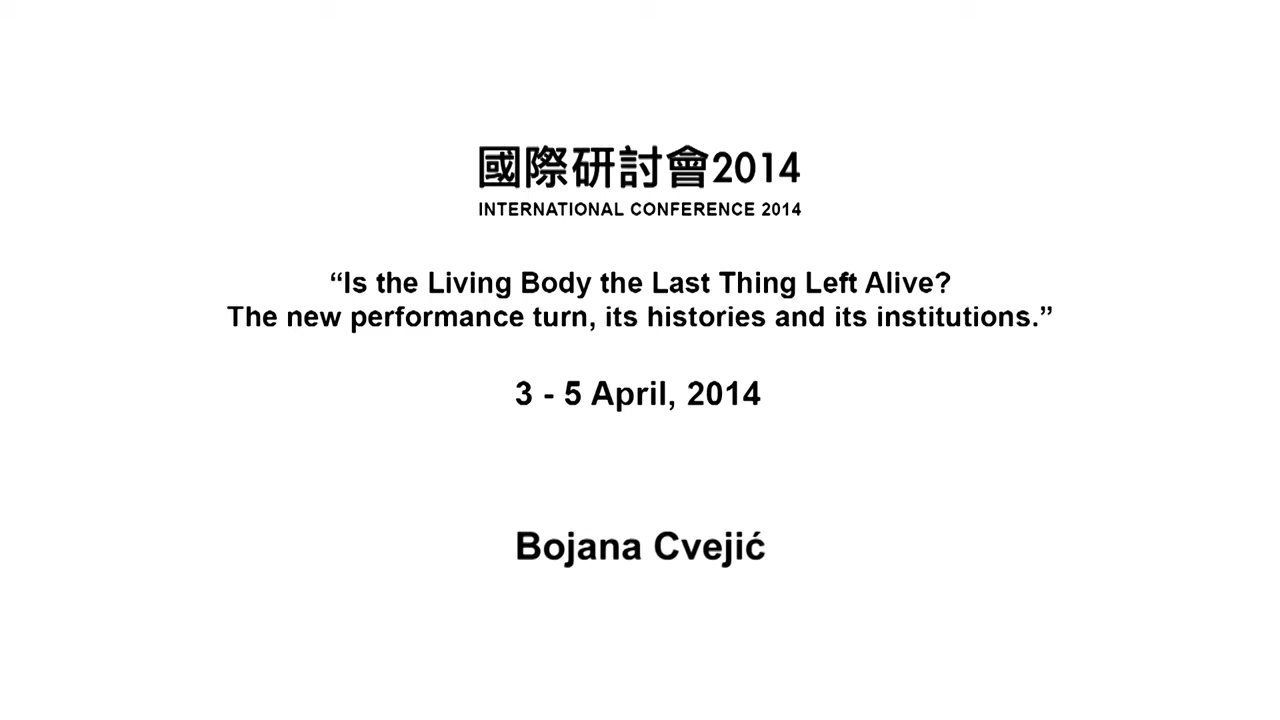 國際研討會2014
INTERNATIONAL CONFERENCE 2014
“Is the Living Body the Last Thing Left Alive?
The new performance turn, its histories and its institutions.”
3 - 5 April, 2014
Bojana Cvejić